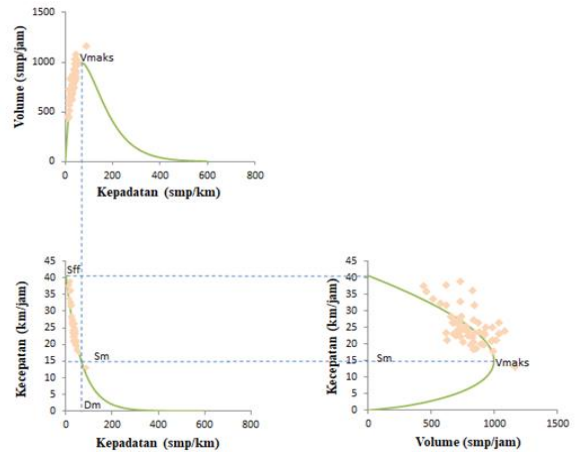 Volume (smp/jam)
1500
1000
500
0
Vmaks
0 200 400 600 800
Kepadatan (smp/km)
Kecepatan (km/jam)
45
40
35
30
25
20
15
10
5
0
Sff
Sm
Dm
0 200 400 600 800
Kepadatan (smp/km)
Kecepatan (km/jam)
45
40
35
30
25
20
15
10
5
0
Sm
Vmaks
0 500 1000 1500
Volume (smp/jam)